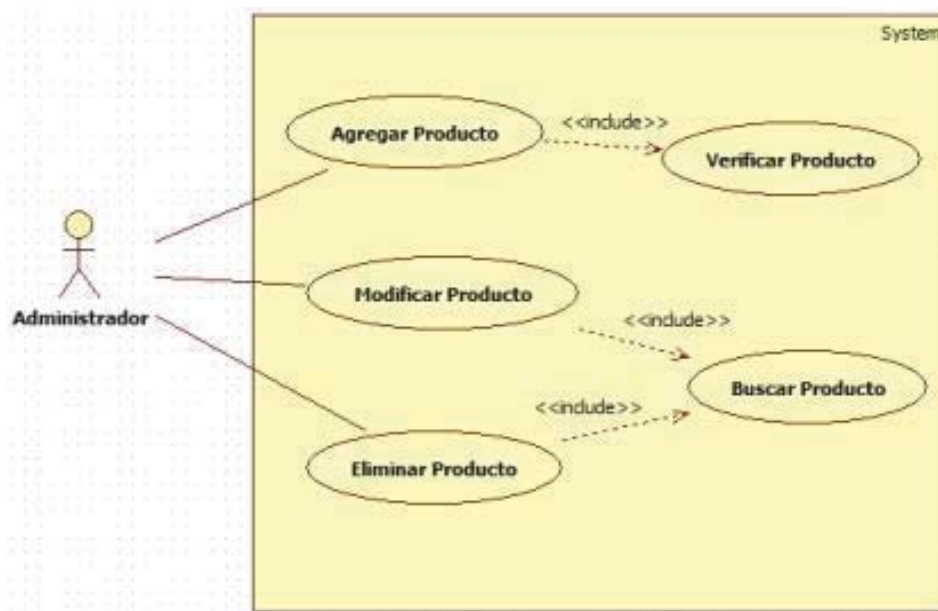 System
Agregar Producto
<<include>>
Verificar Producto
Administrador
Modificar Producto
<<include>>
Buscar Producto
<<include>>
Eliminar Producto